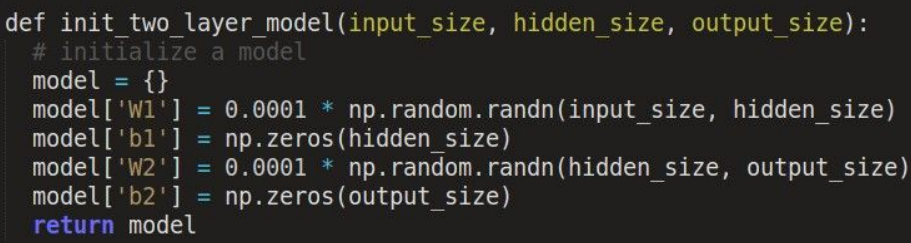 def init_two_layer_model(input_size, hidden_size, output_size):
# initialize a model
model = {}
model['W1'] = 0.0001 * np.random.randn(input_size, hidden_size)
model['b1'] = np.zeros(hidden_size)
model['W2'] = 0.0001 * np.random.randn(hidden_size, output_size)
model['b2'] = np.zeros(output_size)
return model